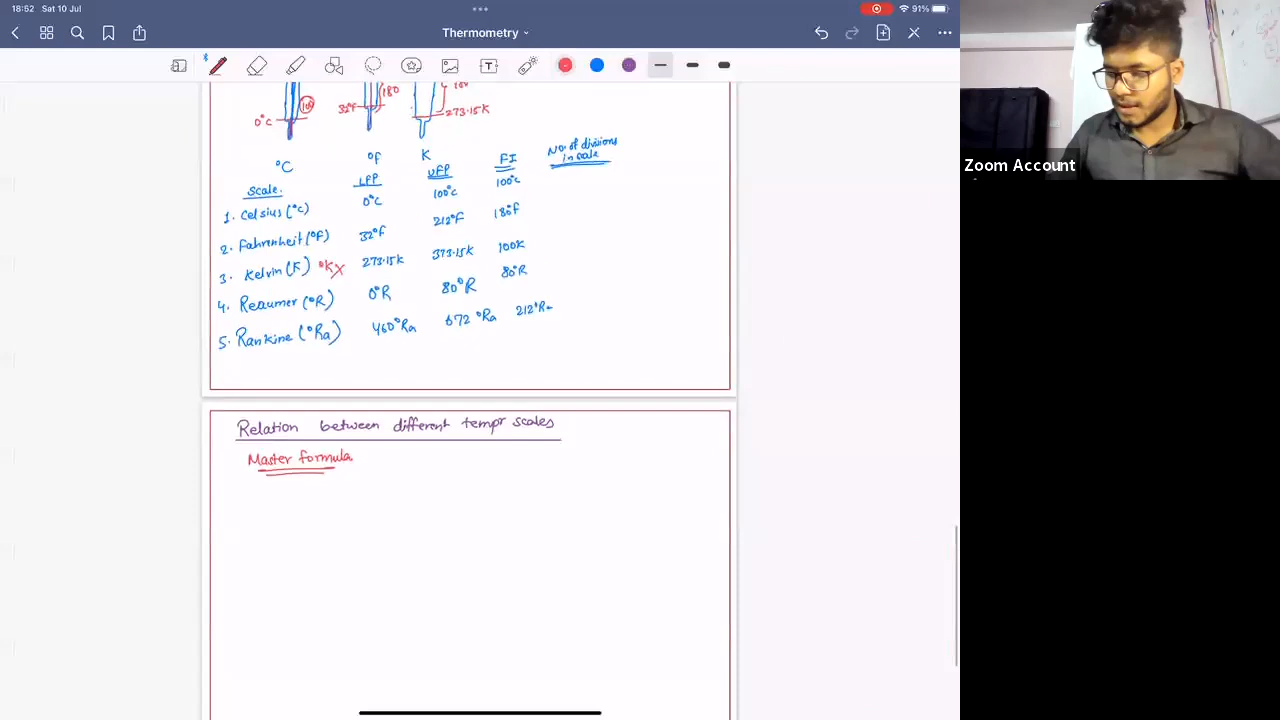 18:52 Sat 10 Jul
91%
Thermometry
0°C
100
32°F
180
100
273.15K
°C °F K
Scale. LFP UFP FI No. of divisions in scale
1. Celsius (°C) 0°C 100°C 100°C
2. Fahrenheit (°F) 32°F 212°F 180°F
3. Kelvin (K) °K X 273.15K 373.15K 100K
4. Reaumer (°R) 0°R 80°R 80°R
5. Rankine (°Ra) 460°Ra 672°Ra 212°Ra
Relation between different tempr scales
Master formula
Zoom Account